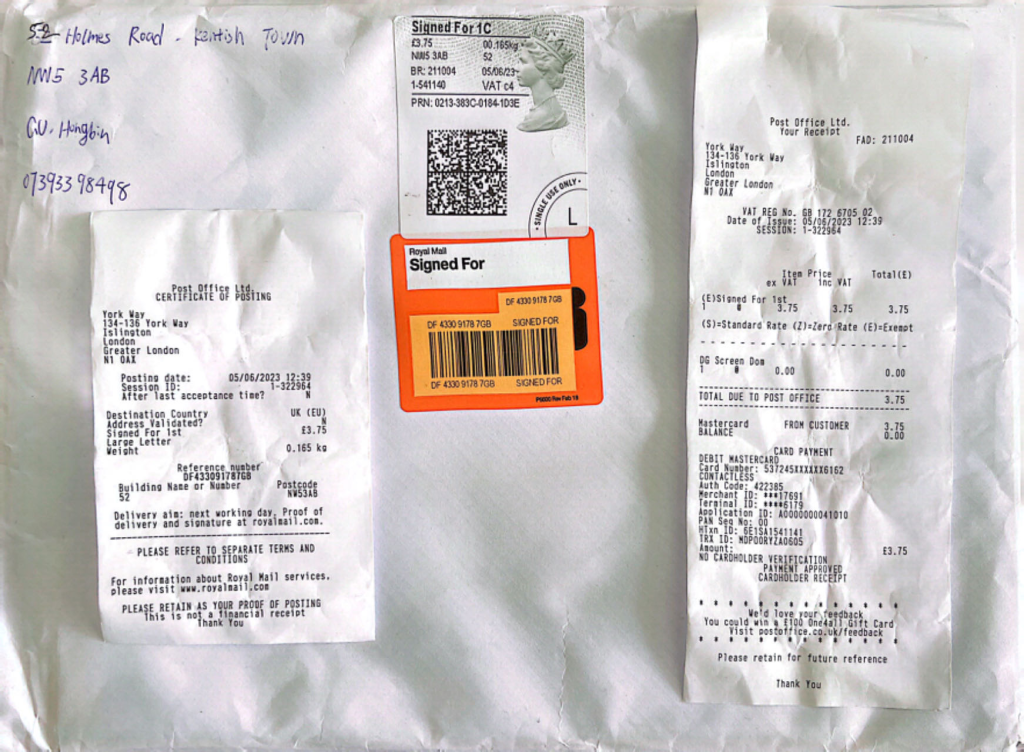 52 Holmes Road - Kentish Town
NW5 3AB
GU. Hongbin
07393398498
Signed For 1C
£3.75 00.165kg
NW5 3AB 52
BR: 211004 05/06/23
1-541140 VAT c4
PRN: 0213-383C-0184-1D3E
SINGLE USE ONLY
L
Royal Mail
Signed For
DF 4330 9178 7GB
DF 4330 9178 7GB SIGNED FOR
DF 4330 9178 7GB SIGNED FOR
P5000 Rev Feb 18
Post Office Ltd.
CERTIFICATE OF POSTING
York Way
134-136 York Way
Islington
London
Greater London
N1 0AX
Posting date: 05/06/2023 12:39
Session ID: 1-322964
After last acceptance time? N
Destination Country UK (EU)
Address Validated? N
Signed For 1st £3.75
Large Letter
Weight 0.165 kg
Reference number
DF433091787GB
Building Name or Number Postcode
52 NW53AB
Delivery aim: next working day. Proof of
delivery and signature at royalmail.com.
PLEASE REFER TO SEPARATE TERMS AND
CONDITIONS
For information about Royal Mail services,
please visit www.royalmail.com
PLEASE RETAIN AS YOUR PROOF OF POSTING
This is not a financial receipt
Thank You
Post Office Ltd.
Your Receipt
FAD: 211004
York Way
134-136 York Way
Islington
London
Greater London
N1 0AX
VAT REG No. GB 172 6705 02
Date of Issue: 05/06/2023 12:39
SESSION: 1-322964
Item Price Total(£)
ex VAT inc VAT
(E)Signed For 1st
1 @ 3.75 3.75 3.75
(S)=Standard Rate (Z)=Zero Rate (E)=Exempt
DG Screen Dom
1 @ 0.00 0.00
TOTAL DUE TO POST OFFICE 3.75
Mastercard FROM CUSTOMER 3.75
BALANCE 0.00
CARD PAYMENT
DEBIT MASTERCARD
Card Number: 537245XXXXXX6162
CONTACTLESS
Auth Code: 422385
Merchant ID: ***17691
Terminal ID: ****6179
Application ID: A0000000041010
PAN Seq No: 00
HTxn ID: 6E1SA1541141
TRX ID: MDP00RYZA0605
Amount: £3.75
NO CARDHOLDER VERIFICATION
PAYMENT APPROVED
CARDHOLDER RECEIPT
We'd love your feedback
You could win a £100 One4all Gift Card
Visit postoffice.co.uk/feedback
Please retain for future reference
Thank You